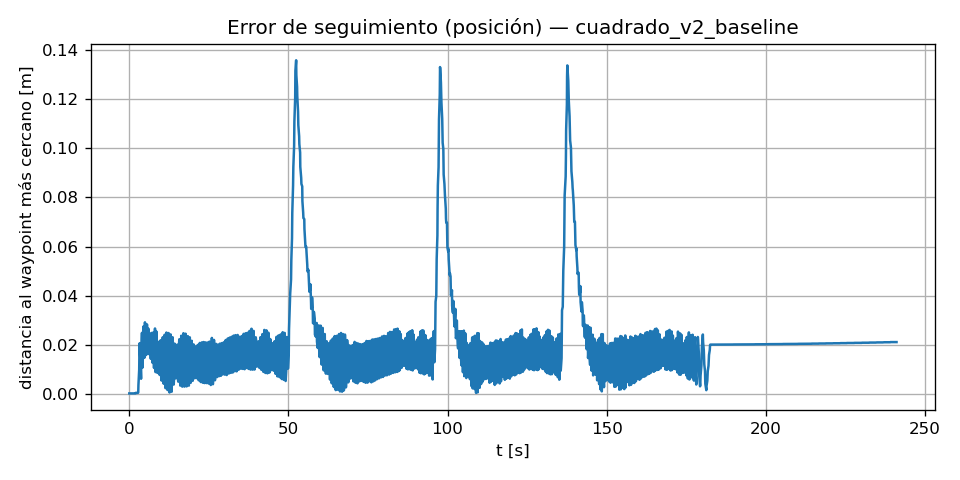 Error de seguimiento (posición) — cuadrado_v2_baseline
distancia al waypoint más cercano [m]
0.14
0.12
0.10
0.08
0.06
0.04
0.02
0.00
0 50 100 150 200 250
t [s]